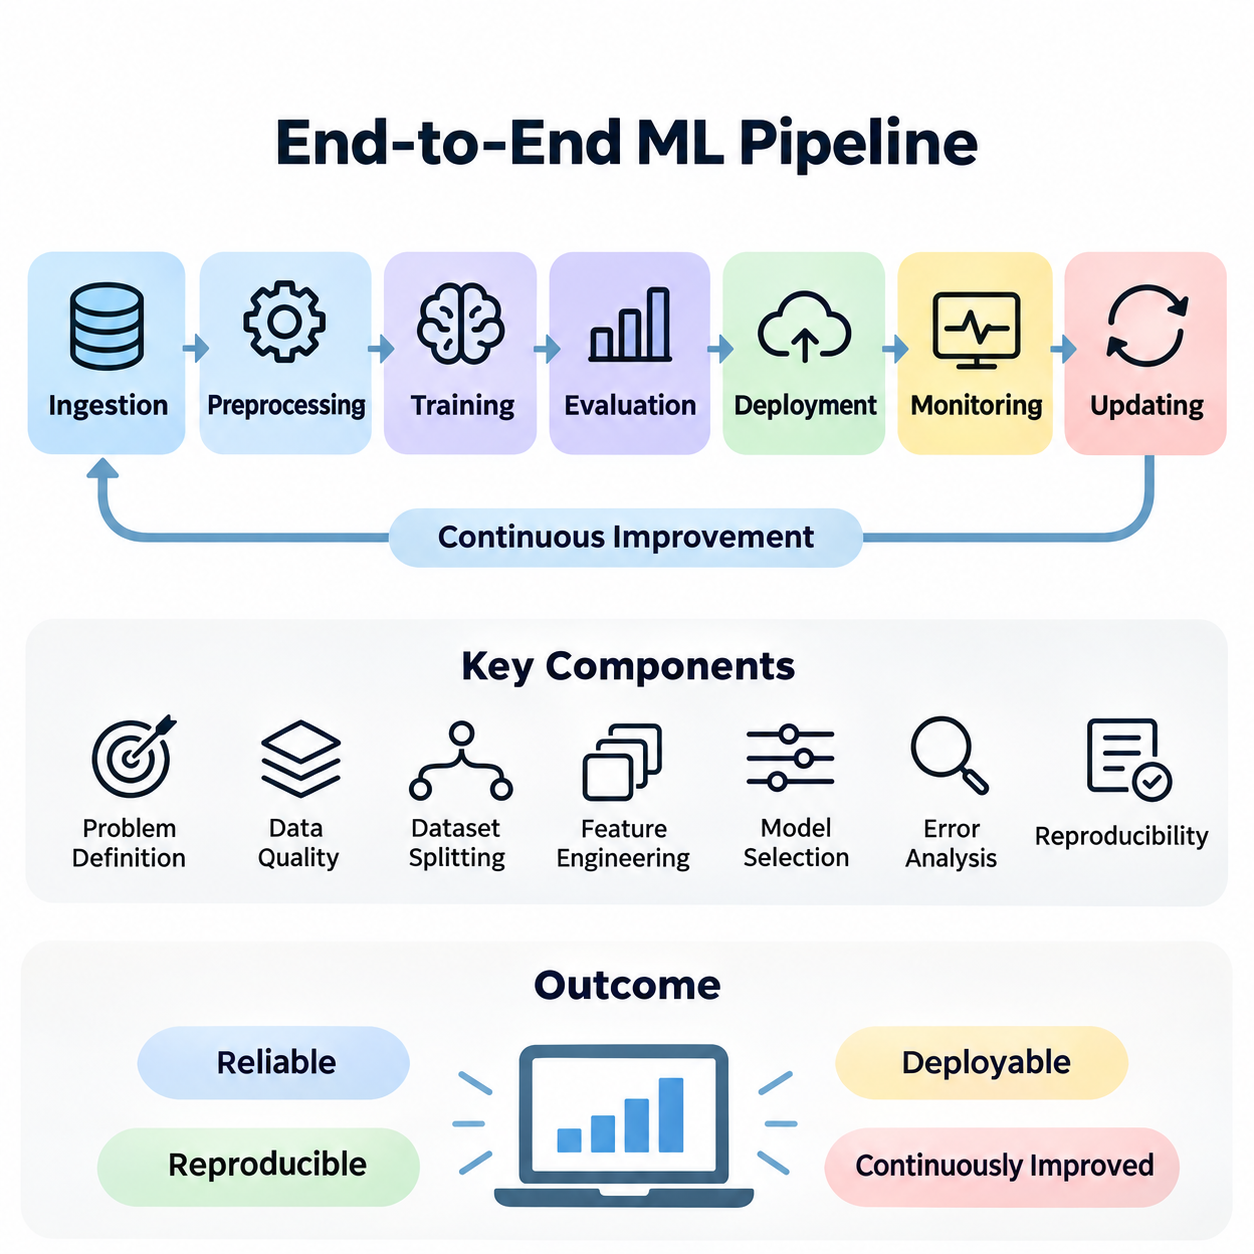 End-to-End ML Pipeline
Ingestion
Preprocessing
Training
Evaluation
Deployment
Monitoring
Updating
Continuous Improvement
Key Components
Problem
Definition
Data
Quality
Dataset
Splitting
Feature
Engineering
Model
Selection
Error
Analysis
Reproducibility
Outcome
Reliable
Reproducible
Deployable
Continuously Improved